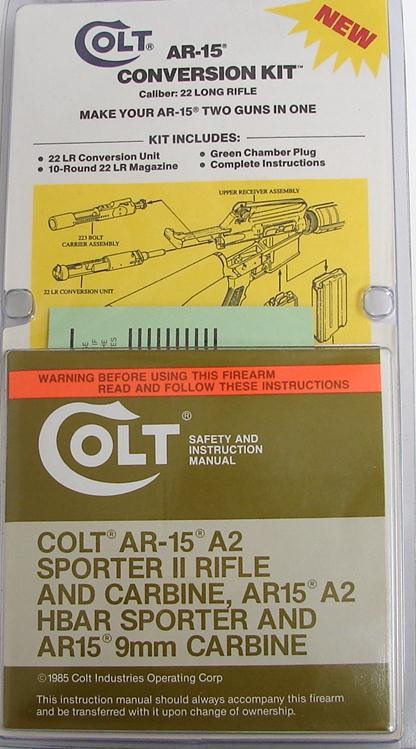 NEW
COLT® AR-15®
CONVERSION KIT™
Caliber: 22 LONG RIFLE
MAKE YOUR AR-15® TWO GUNS IN ONE
KIT INCLUDES:
• 22 LR Conversion Unit
• 10-Round 22 LR Magazine
• Green Chamber Plug
• Complete Instructions
UPPER RECEIVER ASSEMBLY
223 BOLT
CARRIER ASSEMBLY
22 LR CONVERSION UNIT
WARNING BEFORE USING THIS FIREARM
READ AND FOLLOW THESE INSTRUCTIONS
COLT®
SAFETY AND
INSTRUCTION
MANUAL
COLT® AR-15® A2
SPORTER II RIFLE
AND CARBINE, AR15® A2
HBAR SPORTER AND
AR15® 9mm CARBINE
©1985 Colt Industries Operating Corp
This instruction manual should always accompany this firearm
and be transferred with it upon change of ownership.